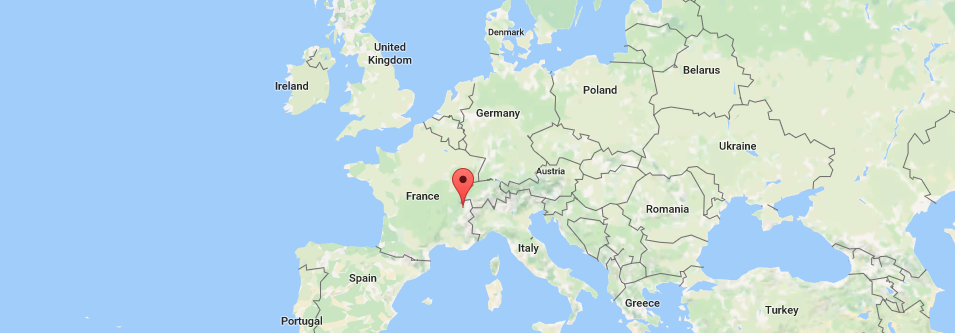 Denmark
United
Kingdom
Belarus
Ireland
Poland
Germany
Ukraine
Austria
France
Romania
Italy
Spain
Greece
Turkey
Portugal